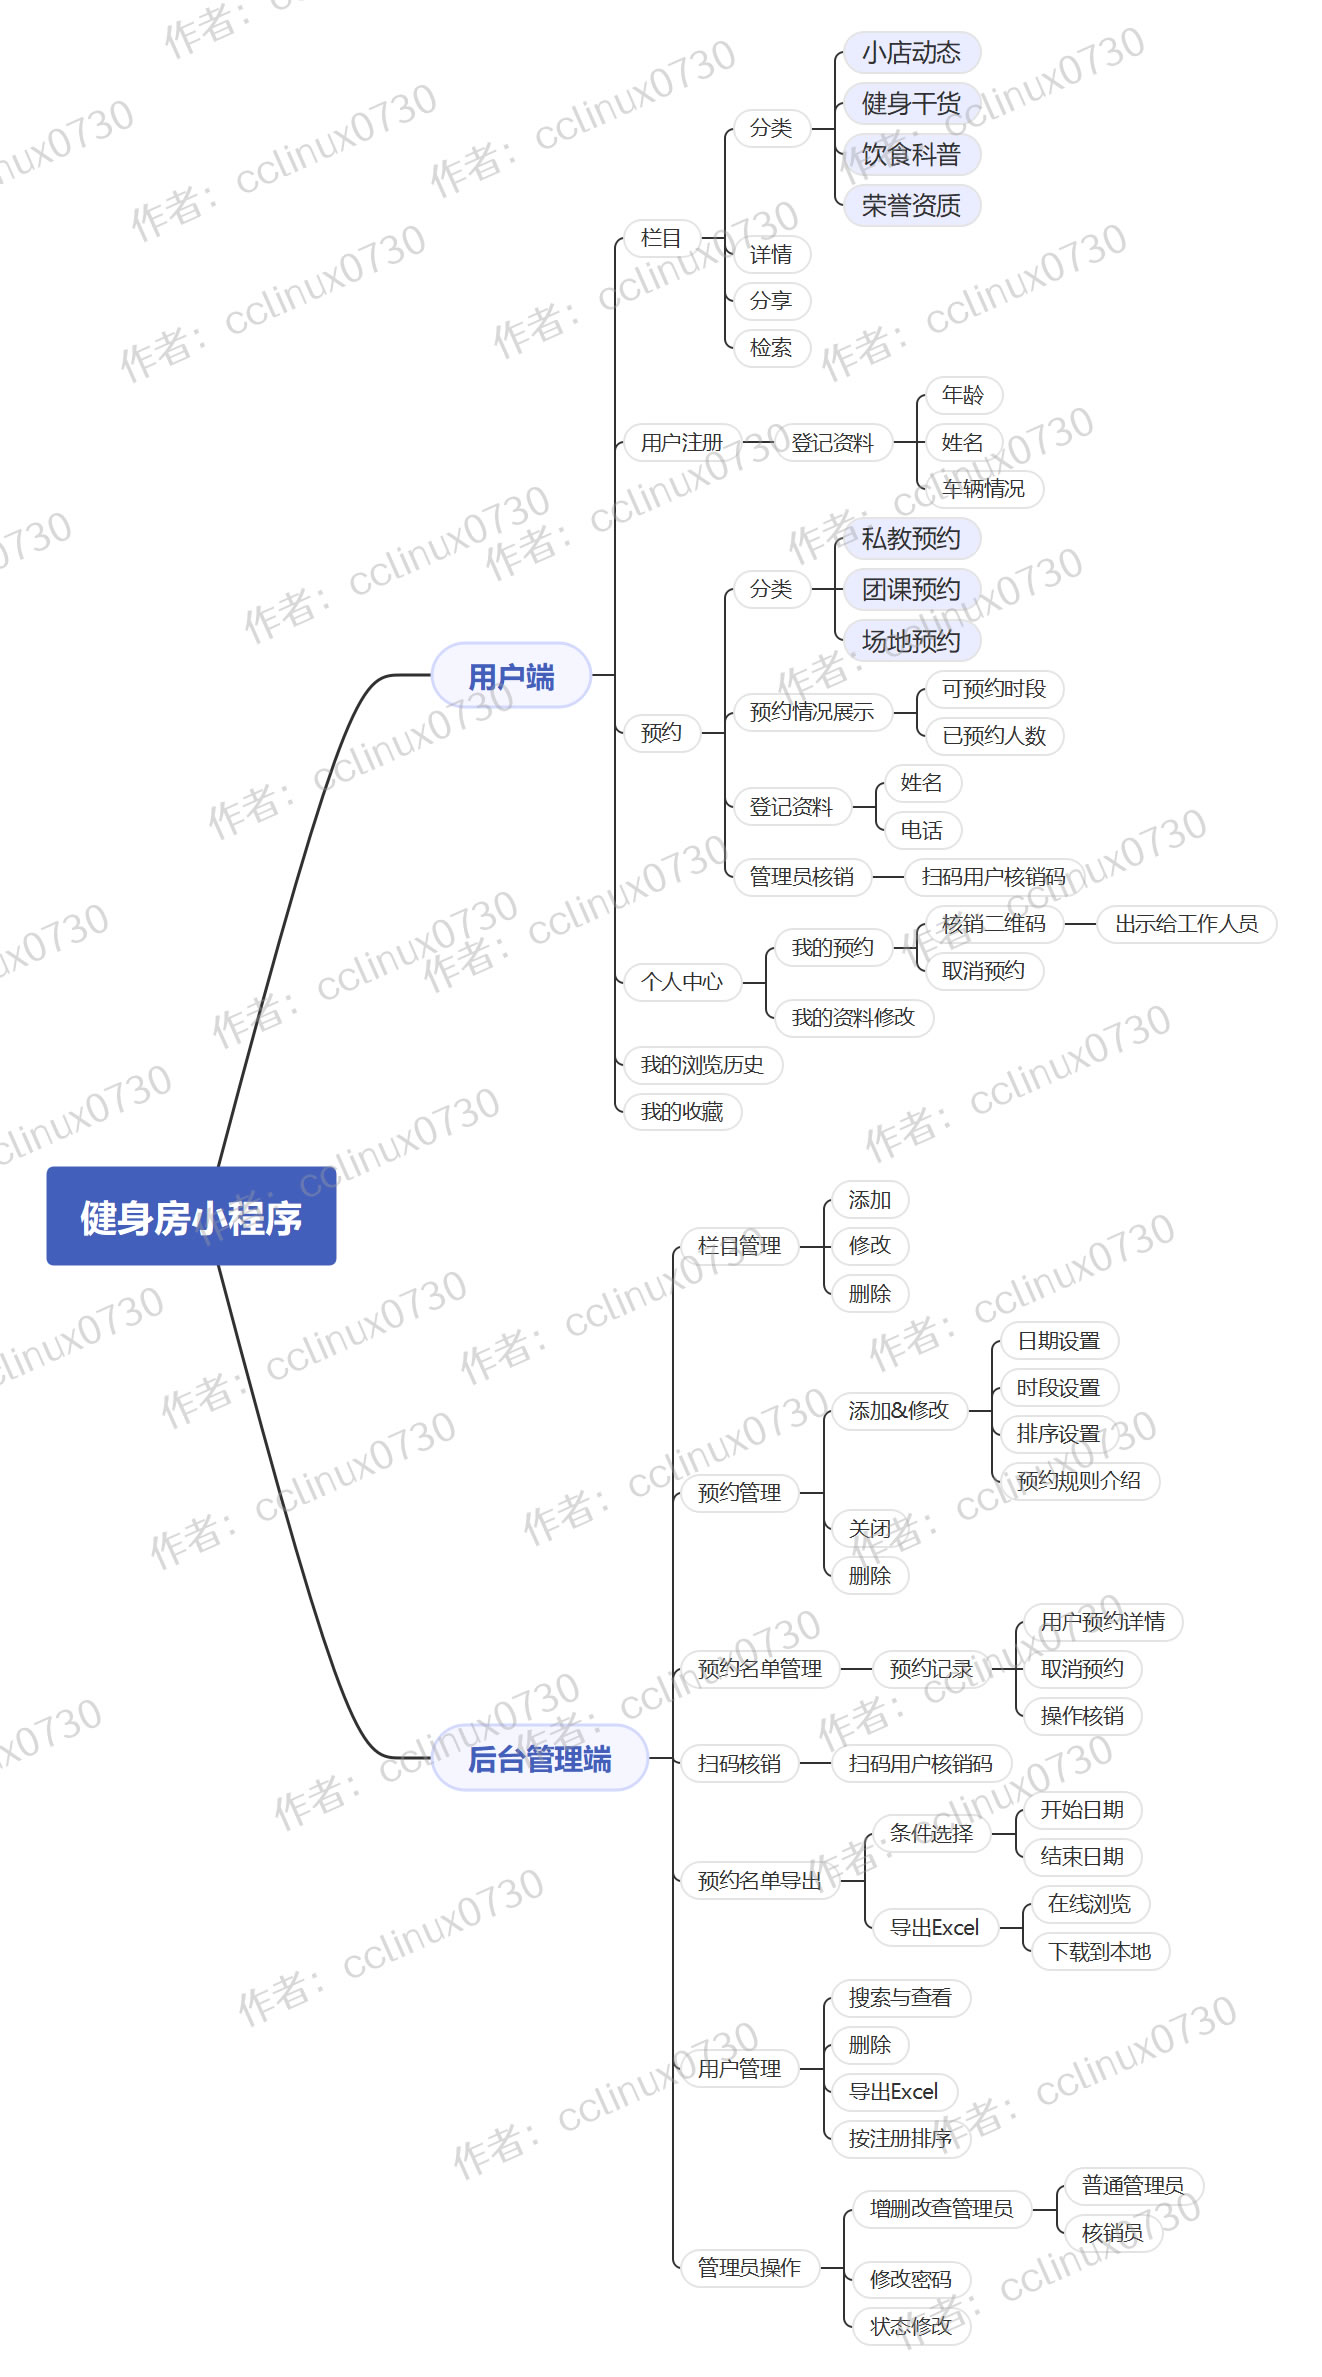 健身房小程序
用户端
栏目
分类
小店动态
健身干货
饮食科普
荣誉资质
详情
分享
检索
用户注册
登记资料
年龄
姓名
车辆情况
预约
分类
私教预约
团课预约
场地预约
预约情况展示
可预约时段
已预约人数
登记资料
姓名
电话
管理员核销
扫码用户核销码
个人中心
我的预约
核销二维码
出示给工作人员
取消预约
我的资料修改
我的浏览历史
我的收藏
后台管理端
栏目管理
添加
修改
删除
预约管理
添加&修改
日期设置
时段设置
排序设置
预约规则介绍
关闭
删除
预约名单管理
预约记录
用户预约详情
取消预约
操作核销
扫码核销
扫码用户核销码
预约名单导出
条件选择
开始日期
结束日期
导出Excel
在线浏览
下载到本地
用户管理
搜索与查看
删除
导出Excel
按注册排序
管理员操作
增删改查管理员
普通管理员
核销员
修改密码
状态修改
作者：cclinux0730